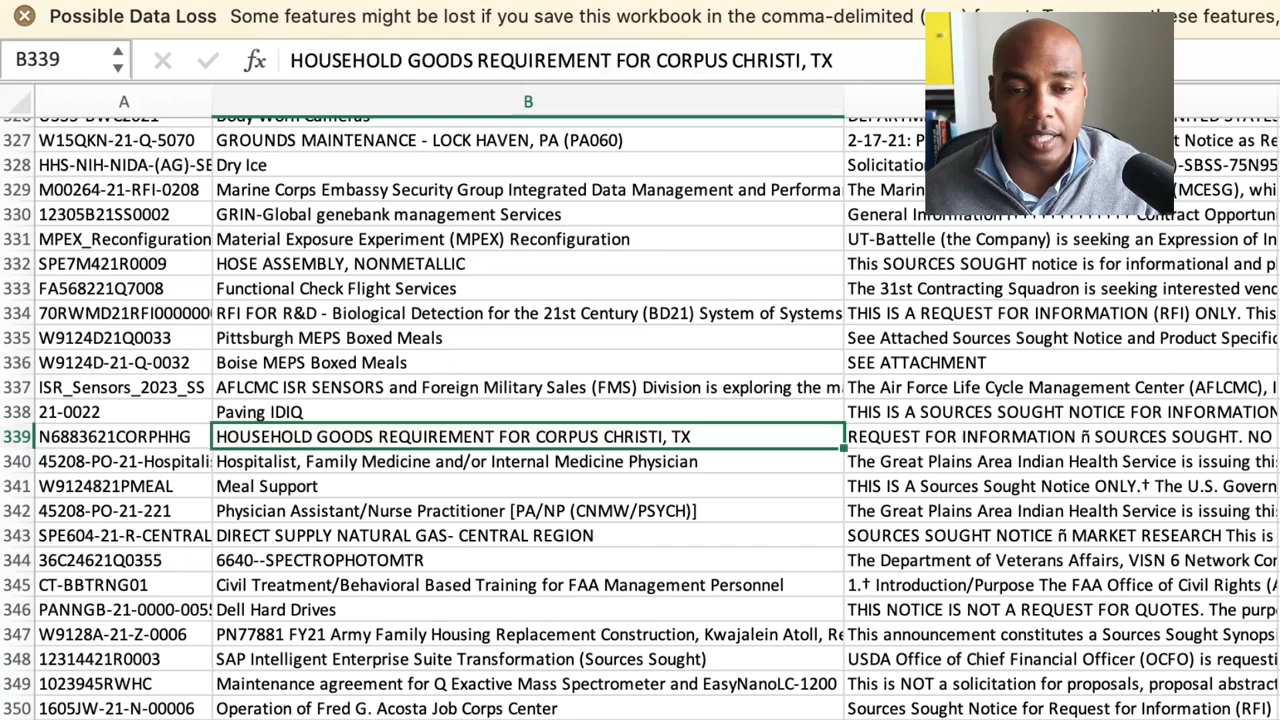 Possible Data Loss Some features might be lost if you save this workbook in the comma-delimited ( these features,
B339 fx HOUSEHOLD GOODS REQUIREMENT FOR CORPUS CHRISTI, TX
A B
Body Worn Cameras
327 W15QKN-21-Q-5070 GROUNDS MAINTENANCE - LOCK HAVEN, PA (PA060) 2-17-21: P t Notice as Re
328 HHS-NIH-NIDA-(AG)-SE Dry Ice Solicitation )-SBSS-75N95
329 M00264-21-RFI-0208 Marine Corps Embassy Security Group Integrated Data Management and Performa The Marin (MCESG), whi
330 12305B21SS0002 GRIN-Global genebank management Services General Information Contract Opportuni
331 MPEX_Reconfiguration Material Exposure Experiment (MPEX) Reconfiguration UT-Battelle (the Company) is seeking an Expression of In
332 SPE7M421R0009 HOSE ASSEMBLY, NONMETALLIC This SOURCES SOUGHT notice is for informational and p
333 FA568221Q7008 Functional Check Flight Services The 31st Contracting Squadron is seeking interested vend
334 70RWMD21RFI0000000 RFI FOR R&D - Biological Detection for the 21st Century (BD21) System of Systems THIS IS A REQUEST FOR INFORMATION (RFI) ONLY. This
335 W9124D21Q0033 Pittsburgh MEPS Boxed Meals See Attached Sources Sought Notice and Product Specific
336 W9124D-21-Q-0032 Boise MEPS Boxed Meals SEE ATTACHMENT
337 ISR_Sensors_2023_SS AFLCMC ISR SENSORS and Foreign Military Sales (FMS) Division is exploring the m The Air Force Life Cycle Management Center (AFLCMC), I
338 21-0022 Paving IDIQ THIS IS A SOURCES SOUGHT NOTICE FOR INFORMATION
339 N6883621CORPHHG HOUSEHOLD GOODS REQUIREMENT FOR CORPUS CHRISTI, TX REQUEST FOR INFORMATION ñ SOURCES SOUGHT. NO
340 45208-PO-21-Hospitali Hospitalist, Family Medicine and/or Internal Medicine Physician The Great Plains Area Indian Health Service is issuing thi
341 W9124821PMEAL Meal Support THIS IS A Sources Sought Notice ONLY.† The U.S. Govern
342 45208-PO-21-221 Physician Assistant/Nurse Practitioner [PA/NP (CNMW/PSYCH)] The Great Plains Area Indian Health Service is issuing thi
343 SPE604-21-R-CENTRAL DIRECT SUPPLY NATURAL GAS- CENTRAL REGION SOURCES SOUGHT NOTICE ñ MARKET RESEARCH This is
344 36C24621Q0355 6640--SPECTROPHOTOMTR The Department of Veterans Affairs, VISN 6 Network Con
345 CT-BBTRNG01 Civil Treatment/Behavioral Based Training for FAA Management Personnel 1.† Introduction/Purpose The FAA Office of Civil Rights (A
346 PANNGB-21-0000-0055 Dell Hard Drives THIS NOTICE IS NOT A REQUEST FOR QUOTES. The purp
347 W9128A-21-Z-0006 PN77881 FY21 Army Family Housing Replacement Construction, Kwajalein Atoll, Re This announcement constitutes a Sources Sought Synops
348 12314421R0003 SAP Intelligent Enterprise Suite Transformation (Sources Sought) USDA Office of Chief Financial Officer (OCFO) is requesti
349 1023945RWHC Maintenance agreement for Q Exactive Mass Spectrometer and EasyNanoLC-1200 This is NOT a solicitation for proposals, proposal abstract
350 1605JW-21-N-00006 Operation of Fred G. Acosta Job Corps Center Sources Sought Notice for Request for Information (RFI)